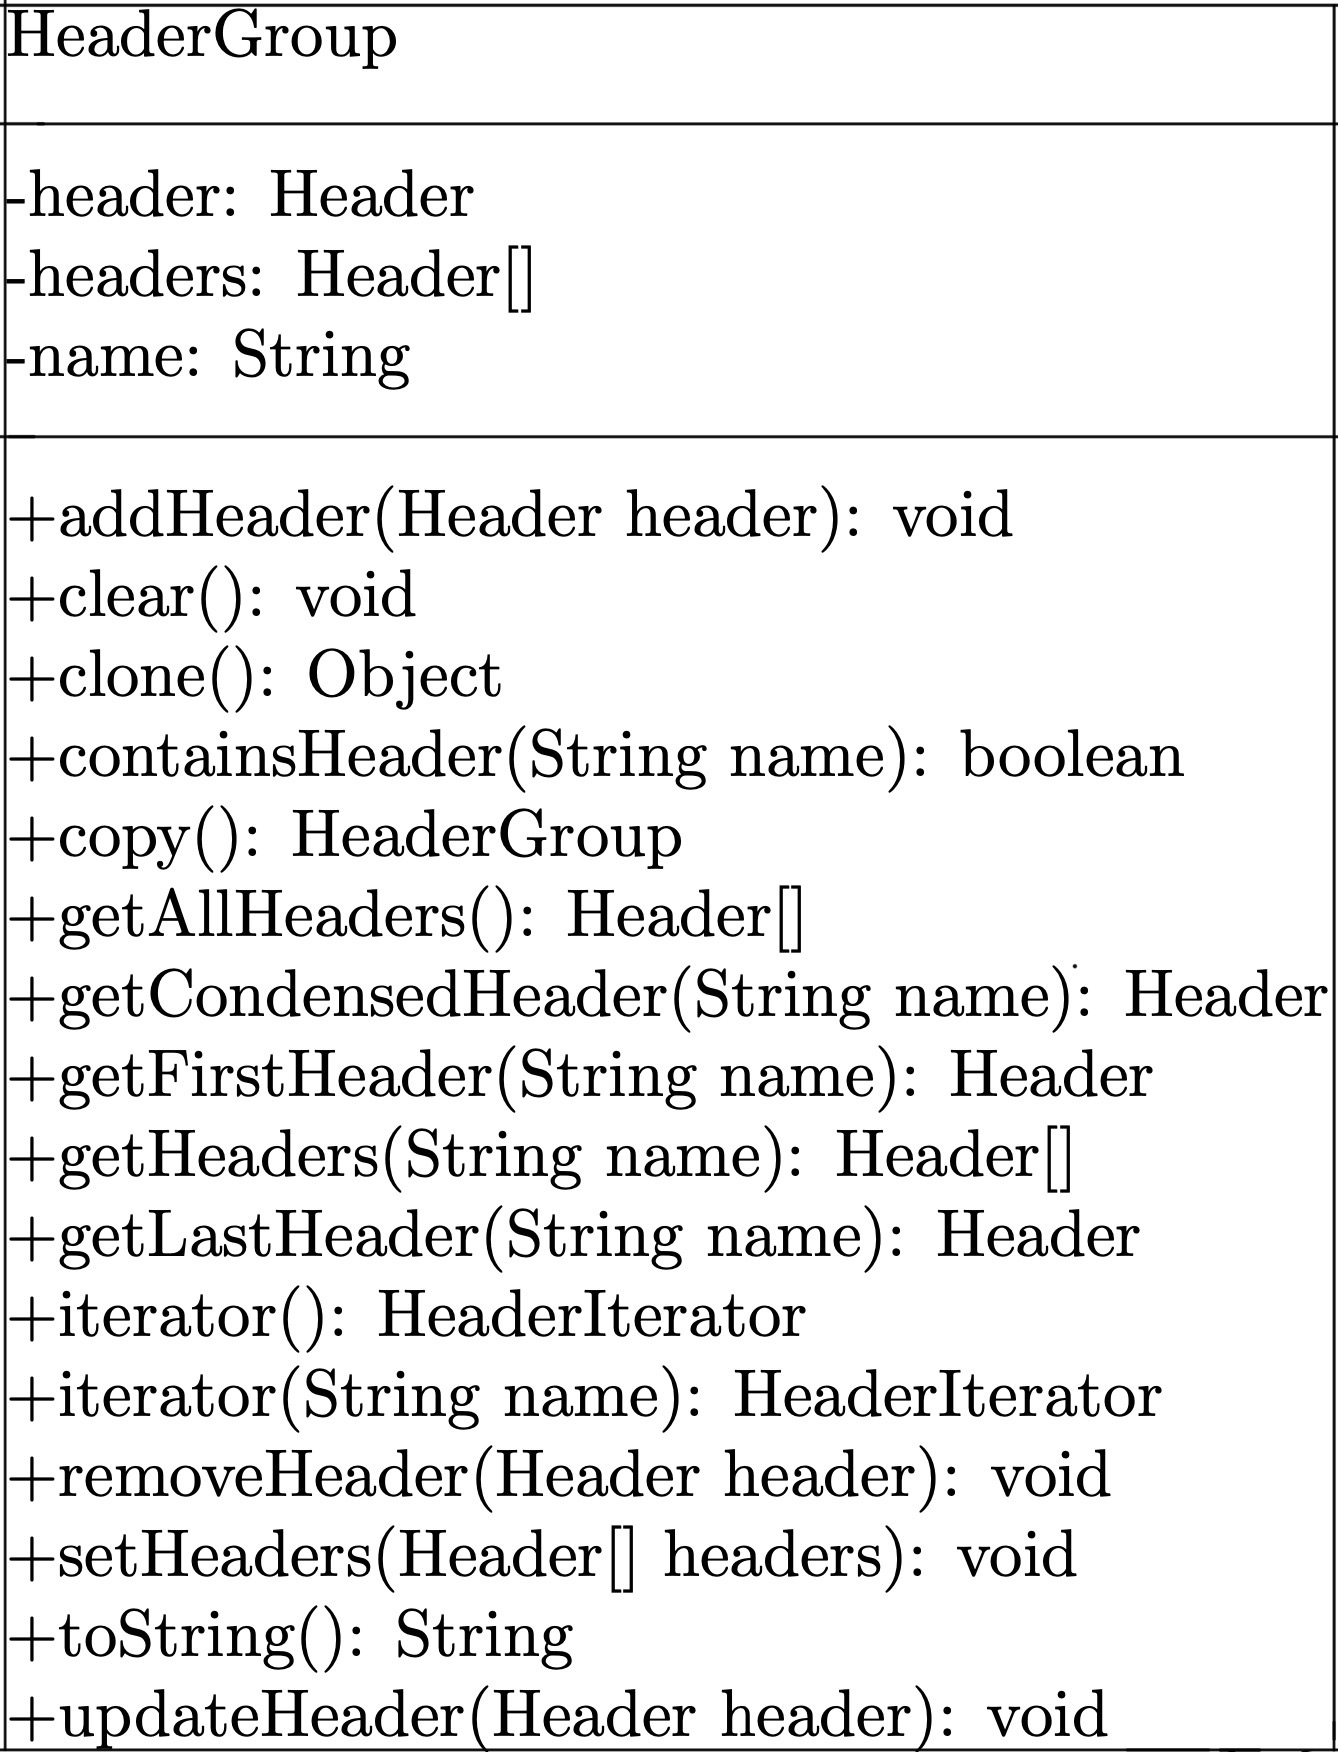 HeaderGroup
-header: Header
-headers: Header[]
-name: String
+addHeader(Header header): void
+clear(): void
+clone(): Object
+containsHeader(String name): boolean
+copy(): HeaderGroup
+getAllHeaders(): Header[]
+getCondensedHeader(String name): Header
+getFirstHeader(String name): Header
+getHeaders(String name): Header[]
+getLastHeader(String name): Header
+iterator(): HeaderIterator
+iterator(String name): HeaderIterator
+removeHeader(Header header): void
+setHeaders(Header[] headers): void
+toString(): String
+updateHeader(Header header): void